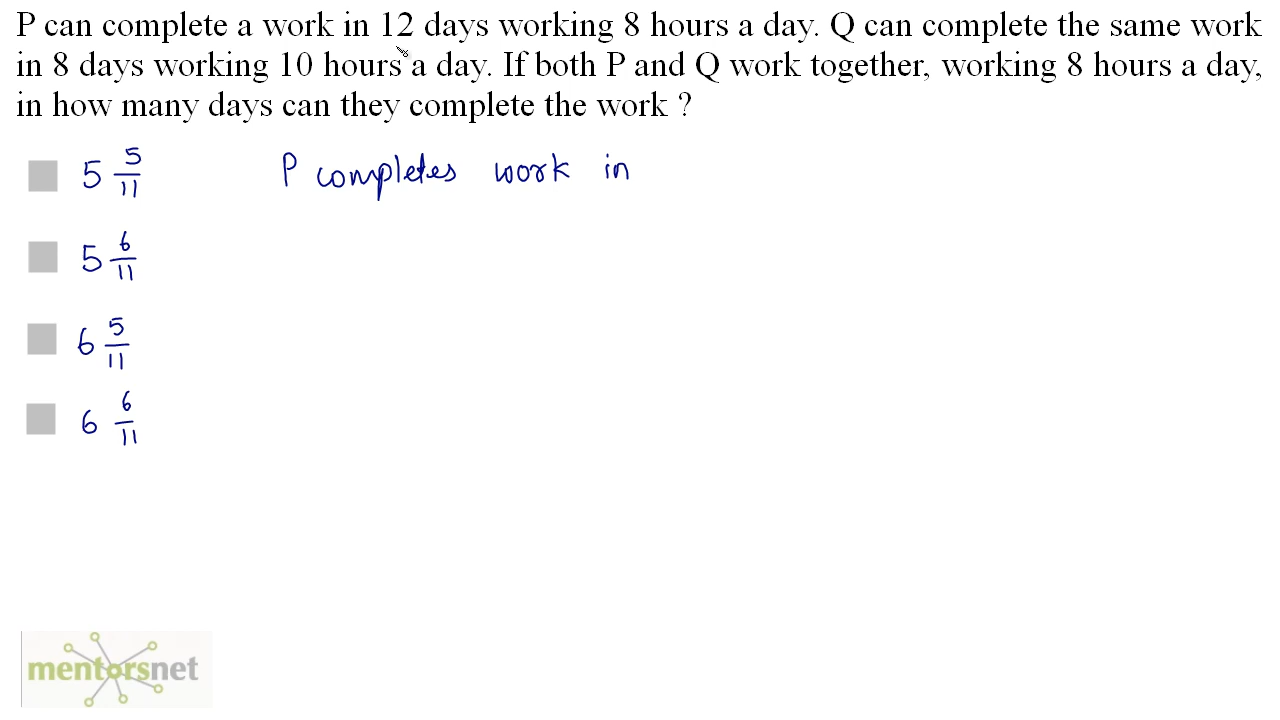 P can complete a work in 12 days working 8 hours a day. Q can complete the same work
in 8 days working 10 hours a day. If both P and Q work together, working 8 hours a day,
in how many days can they complete the work ?
5 5/11
P completes work in
5 6/11
6 5/11
6 6/11
mentorsnet